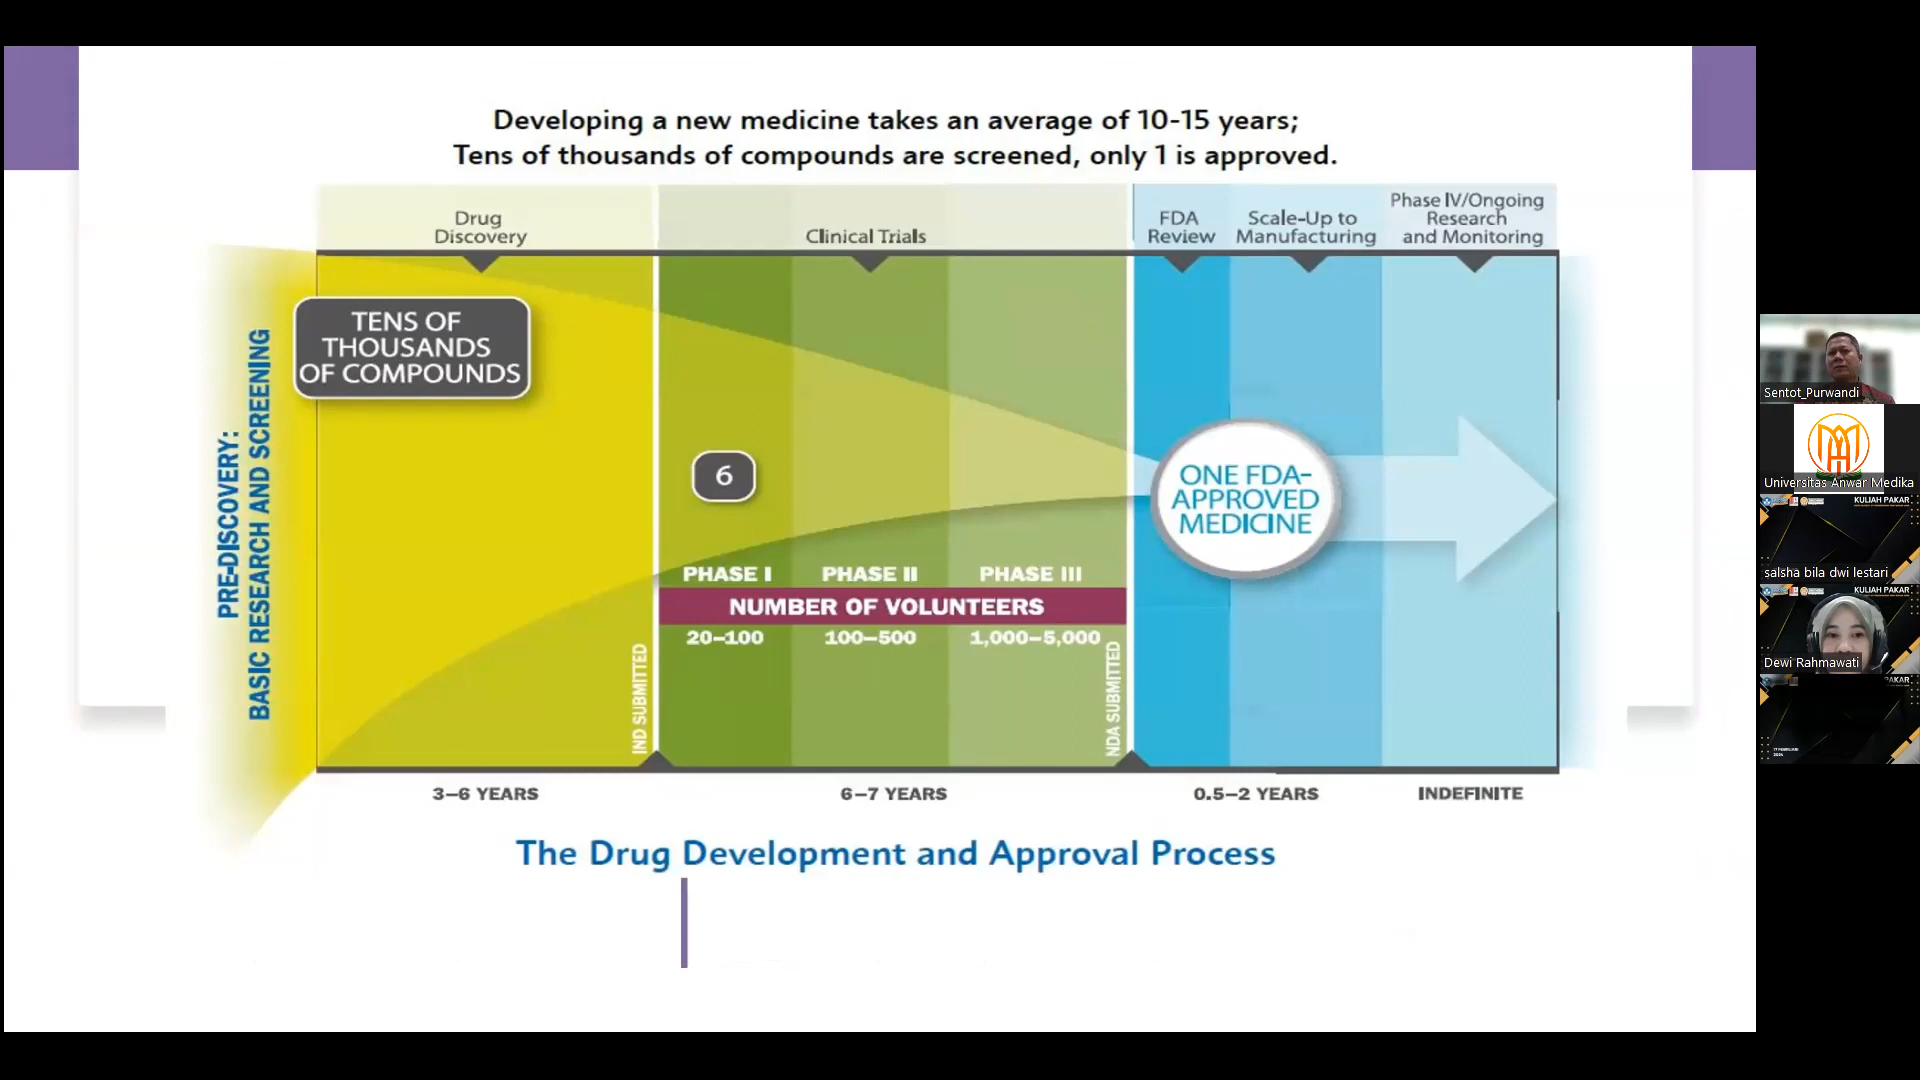 Developing a new medicine takes an average of 10-15 years;
Tens of thousands of compounds are screened, only 1 is approved.
Drug
Discovery
Clinical Trials
FDA
Review
Scale-Up to
Manufacturing
Phase IV/Ongoing
Research
and Monitoring
PRE-DISCOVERY:
BASIC RESEARCH AND SCREENING
TENS OF
THOUSANDS
OF COMPOUNDS
6
ONE FDA-
APPROVED
MEDICINE
PHASE I
PHASE II
PHASE III
NUMBER OF VOLUNTEERS
20–100
100–500
1,000–5,000
IND SUBMITTED
NDA SUBMITTED
3–6 YEARS
6–7 YEARS
0.5–2 YEARS
INDEFINITE
The Drug Development and Approval Process
Sentot_Purwandi
Universitas Anwar Medika
KULIAH PAKAR
salsha bila dwi lestari
KULIAH PAKAR
Dewi Rahmawati
PAKAR